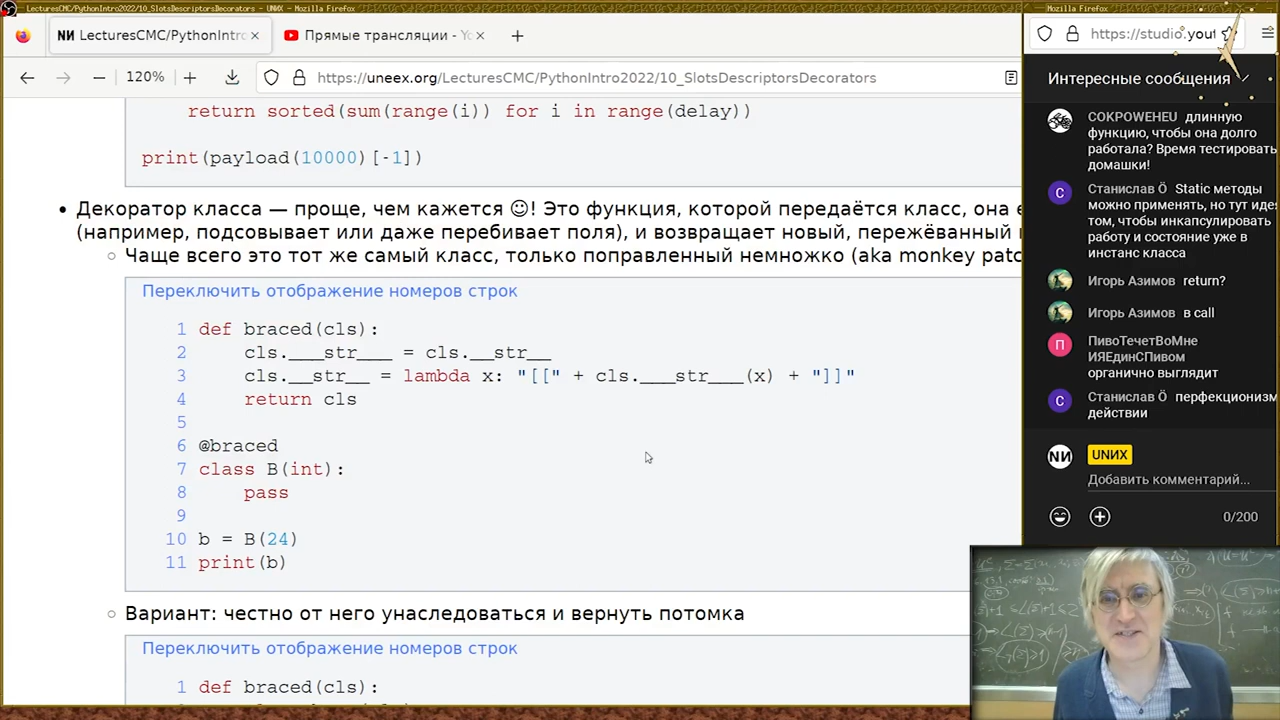 LecturesCMC/PythonIntro2022/10_SlotsDescriptorsDecorators - UNИX — Mozilla Firefox
LecturesCMC/PythonIntro
Прямые трансляции - Yo
120%
https://uneex.org/LecturesCMC/PythonIntro2022/10_SlotsDescriptorsDecorators
return sorted(sum(range(i)) for i in range(delay))
print(payload(10000)[-1])
Декоратор класса — проще, чем кажется ☺! Это функция, которой передаётся класс, она
(например, подсовывает или даже перебивает поля), и возвращает новый, пережёванный
Чаще всего это тот же самый класс, только поправленный немножко (aka monkey patc
Переключить отображение номеров строк
1 def braced(cls):
2 cls.___str___ = cls.__str__
3 cls.__str__ = lambda x: "[[" + cls.___str___(x) + "]]"
4 return cls
5
6 @braced
7 class B(int):
8 pass
9
10 b = B(24)
11 print(b)
Вариант: честно от него унаследоваться и вернуть потомка
Переключить отображение номеров строк
1 def braced(cls):
Mozilla Firefox
https://studio.yout
Интересные сообщения
COKPOWEHEU длинную
функцию, чтобы она долго
работала? Время тестировать
домашки!
Станислав Ö Static методы
можно применять, но тут идея
том, чтобы инкапсулировать
работу и состояние уже в
инстанс класса
Игорь Азимов return?
Игорь Азимов в call
ПивоТечетВоМне
ИЯЕдинСПивом
органично выглядит
Станислав Ö перфекционизм
действии
NИ
UNИX
Добавить комментарий...
0/200